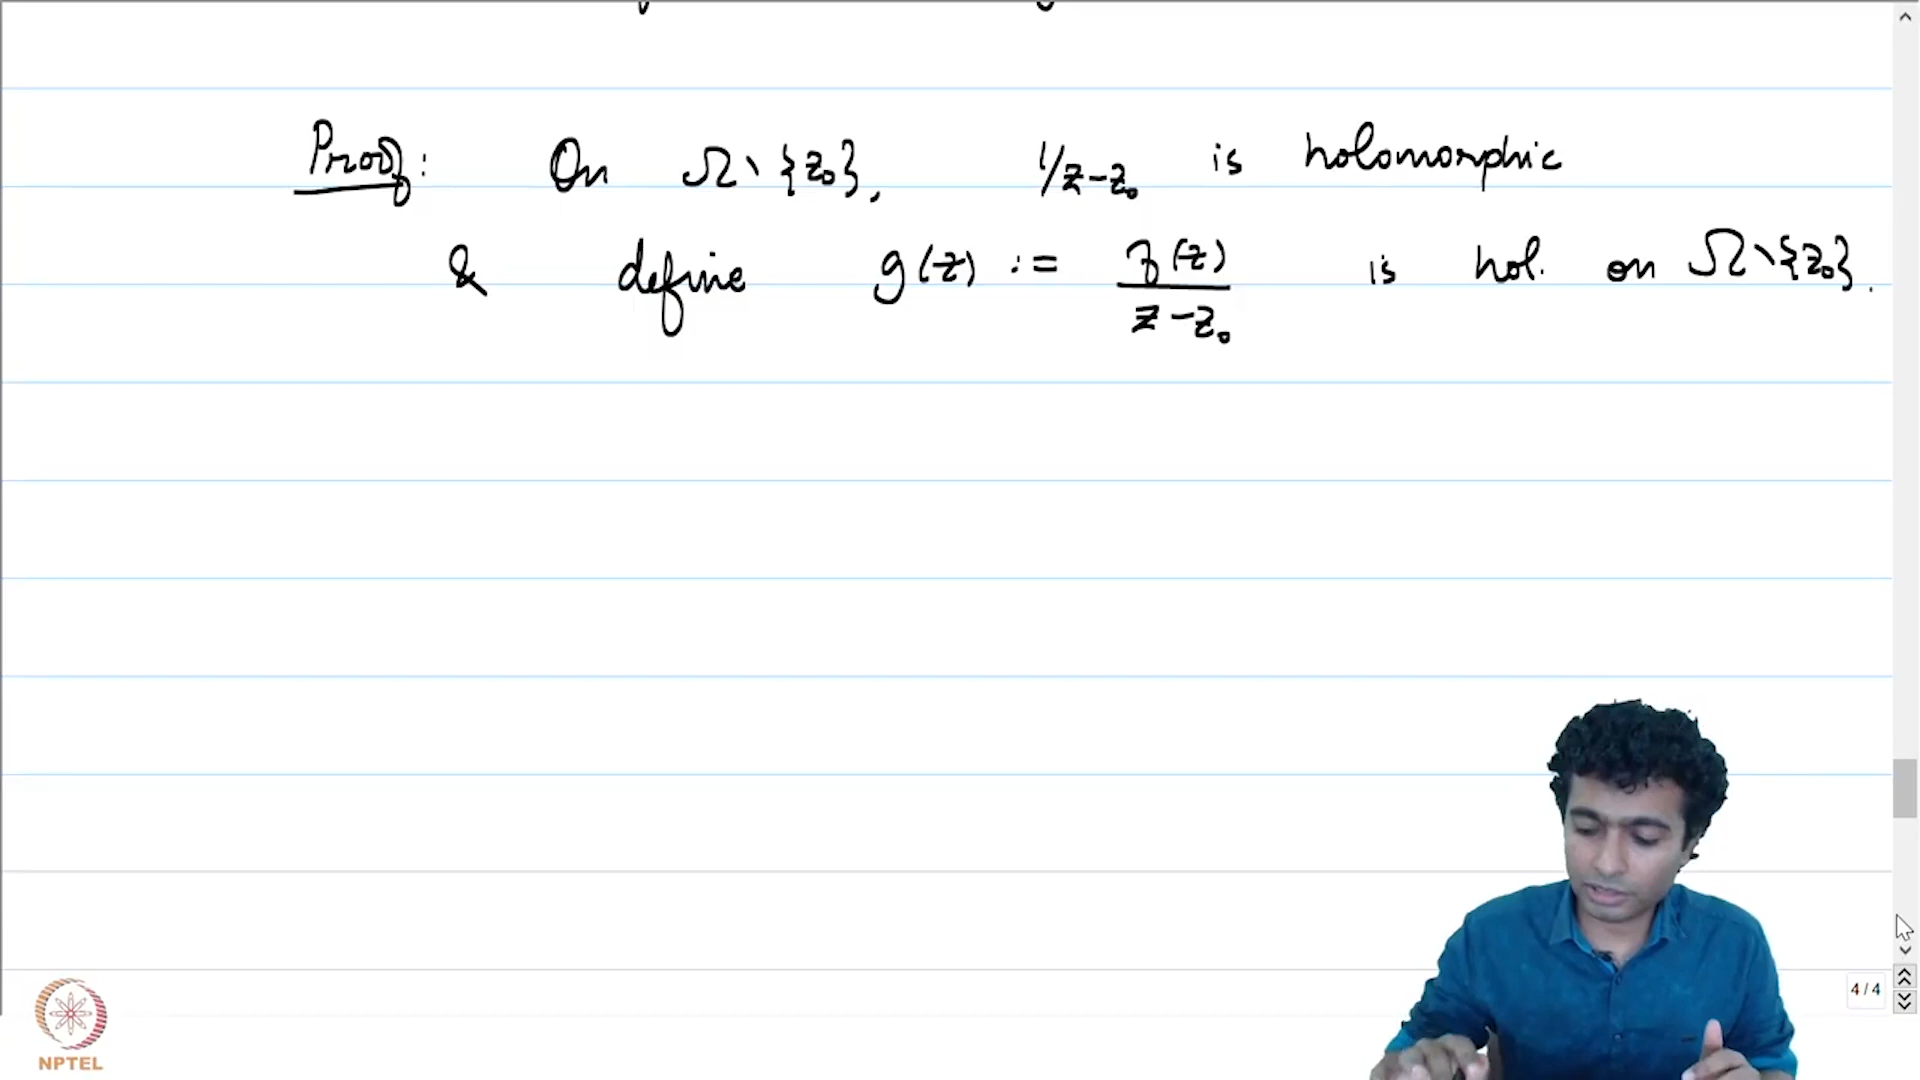 Proof: On Ω \ {z₀}, 1/z-z₀ is holomorphic
& define g(z) := f(z)/z-z₀ is hol. on Ω \ {z₀}.
4 / 4
NPTEL